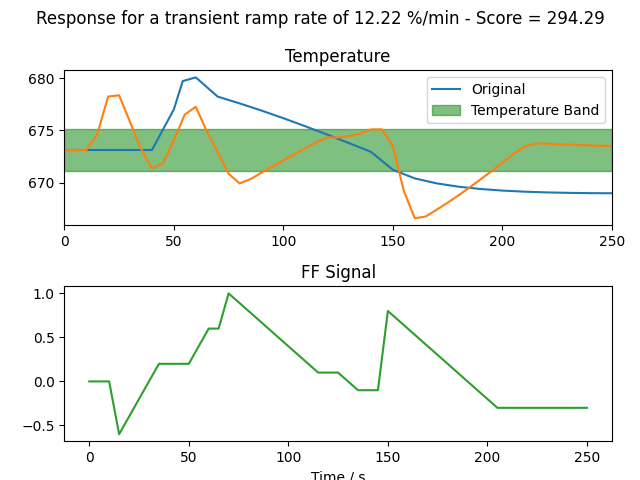 Response for a transient ramp rate of 12.22 %/min - Score = 294.29
Temperature
680
675
670
Original
Temperature Band
0 50 100 150 200 250
FF Signal
1.0
0.5
0.0
−0.5
0 50 100 150 200 250
Time / s